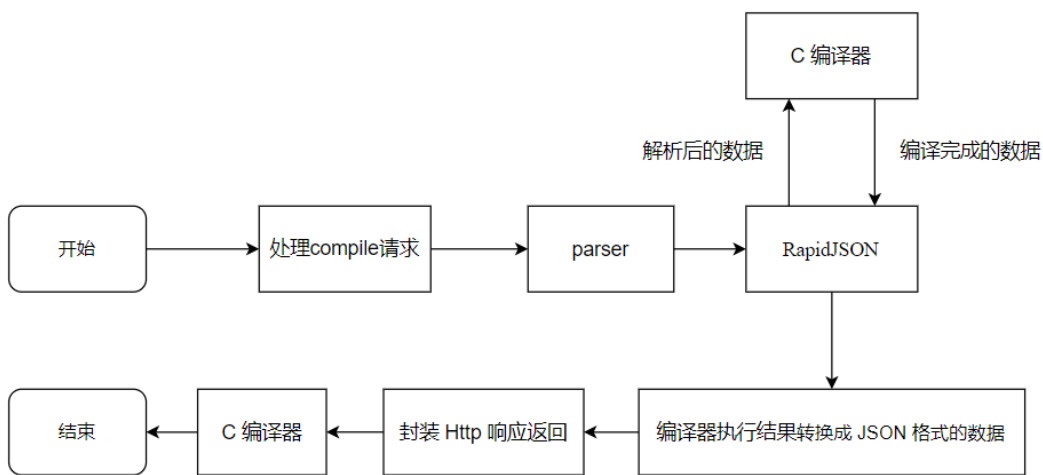 C 编译器
解析后的数据
编译完成的数据
开始
处理compile请求
parser
RapidJSON
结束
C 编译器
封装 Http 响应返回
编译器执行结果转换成 JSON 格式的数据